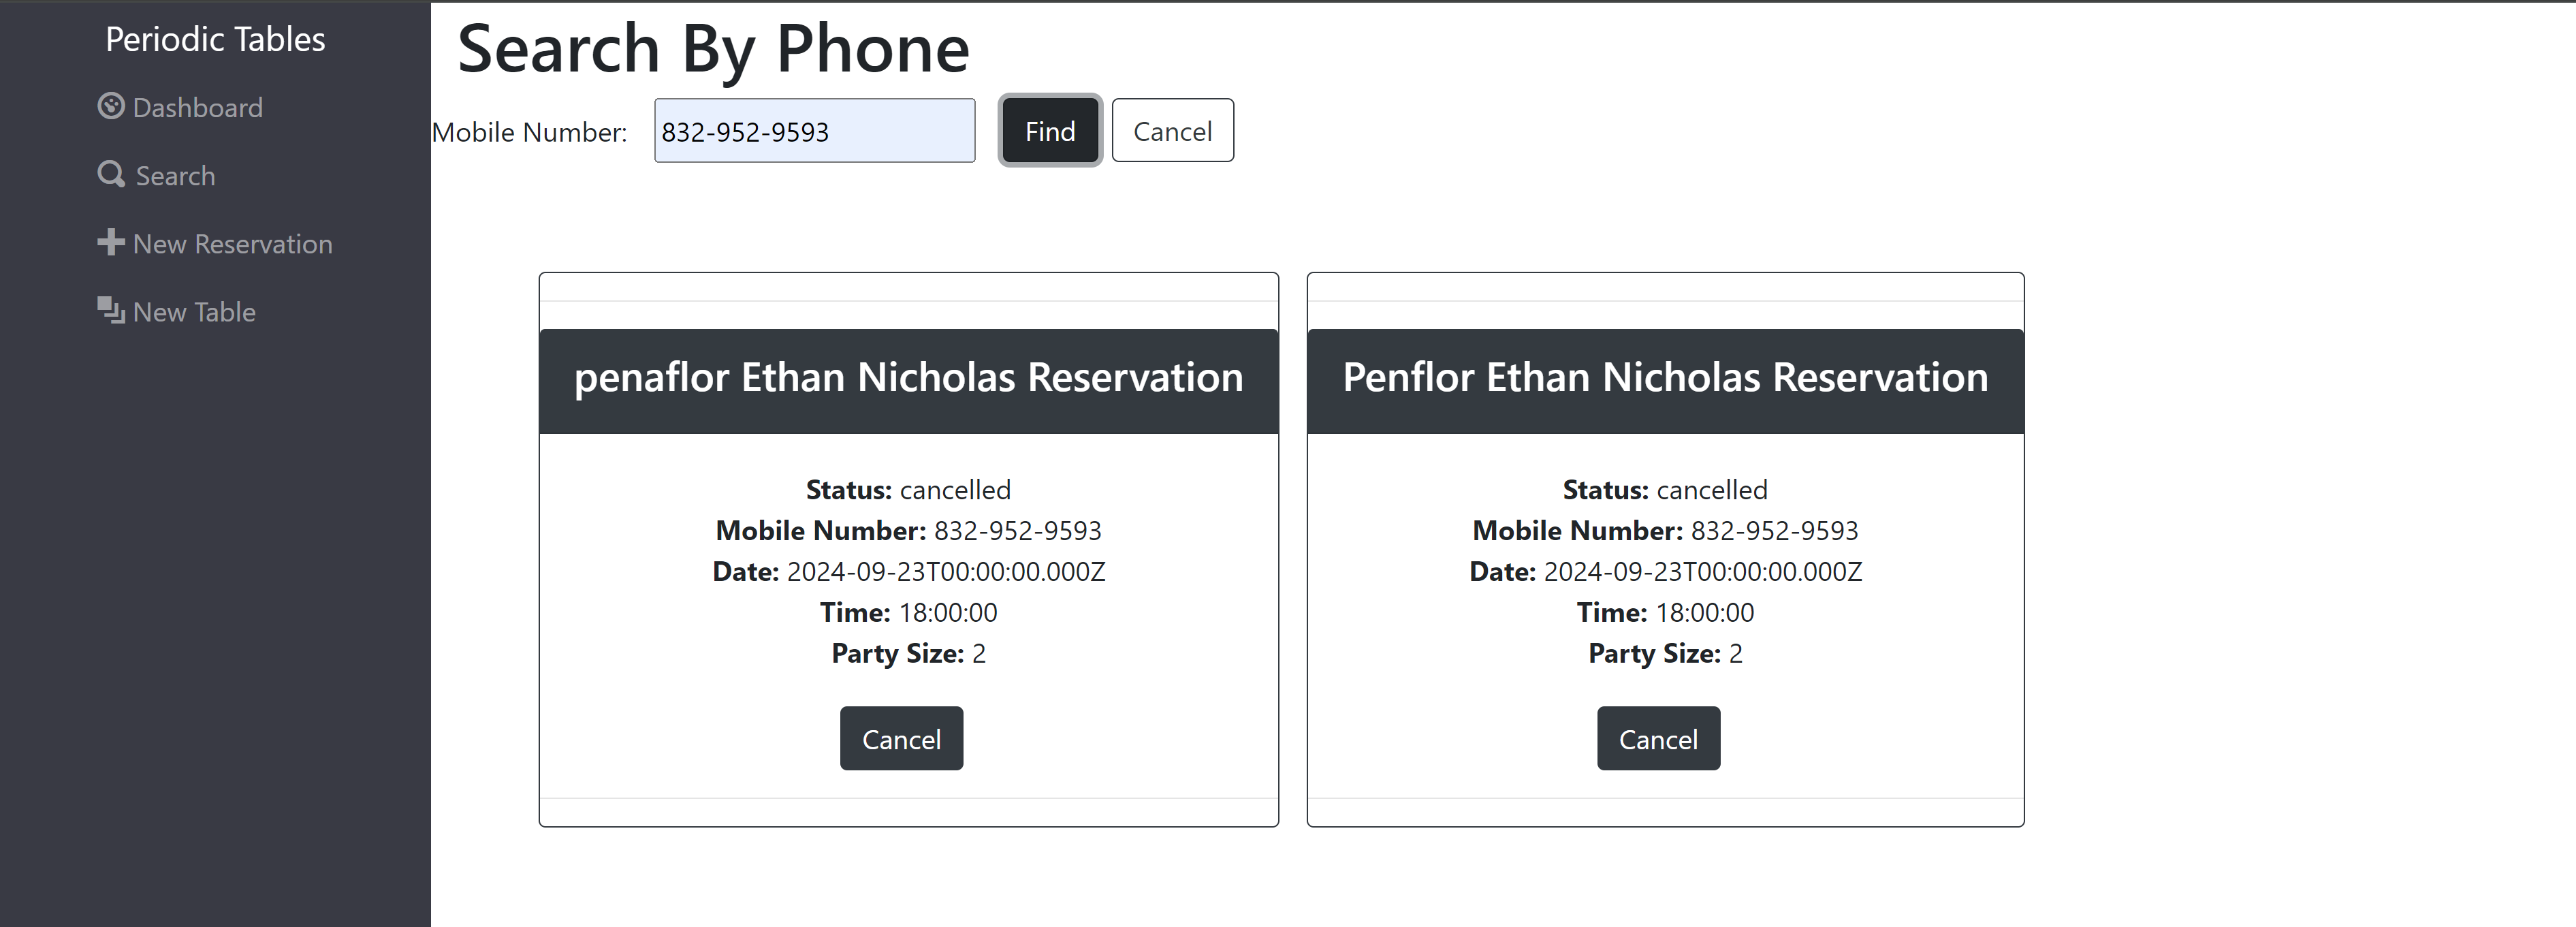 Periodic Tables
Dashboard
Search
New Reservation
New Table
Search By Phone
Mobile Number: 832-952-9593 Find Cancel
penaflor Ethan Nicholas Reservation
Status: cancelled
Mobile Number: 832-952-9593
Date: 2024-09-23T00:00:00.000Z
Time: 18:00:00
Party Size: 2
Cancel
Penflor Ethan Nicholas Reservation
Status: cancelled
Mobile Number: 832-952-9593
Date: 2024-09-23T00:00:00.000Z
Time: 18:00:00
Party Size: 2
Cancel